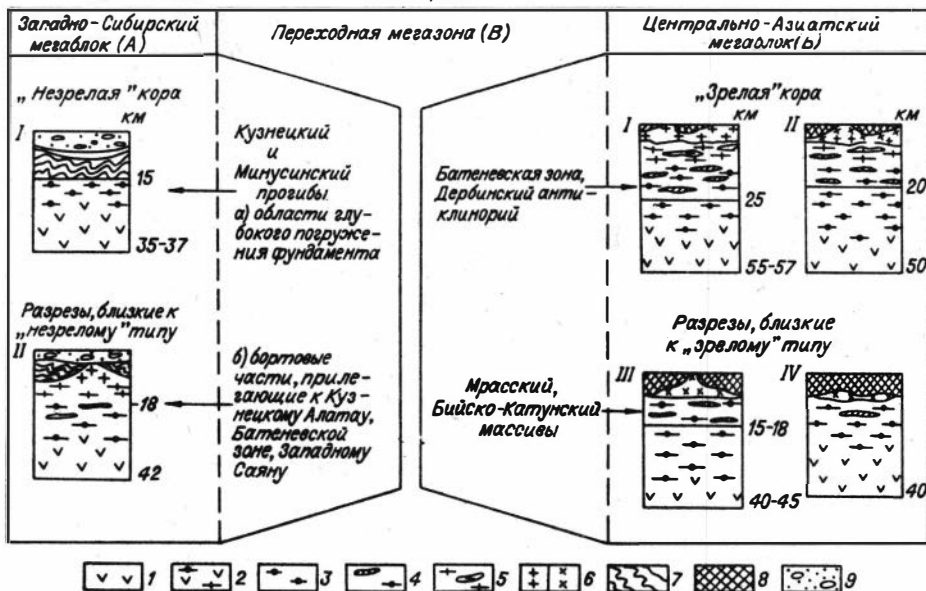 Западно-Сибирский
мегаблок (А)
Переходная мегазона (В)
Центрально-Азиатский
мегаблок(Б)
„Незрелая" кора
км
I
15
35-37
Разрезы, близкие к
„незрелому" типу
II
18
42
Кузнецкий
и
Минусинский
прогибы:
а) области глу-
бокого погруже-
ния фундамента
б) бортовые
части, приле-
гающие к Куз-
нецкому Алатау,
Батеневской
зоне, Западному
Саяну
Батеневская зона,
Дербинский анти-
клинорий
Мрасский,
Бийско-Катунский
массивы
„Зрелая" кора
км
км
I
25
55-57
II
20
50
Разрезы, близкие
к „зрелому" типу
III
15-18
40-45
IV
40
1
2
3
4
5
6
7
8
9